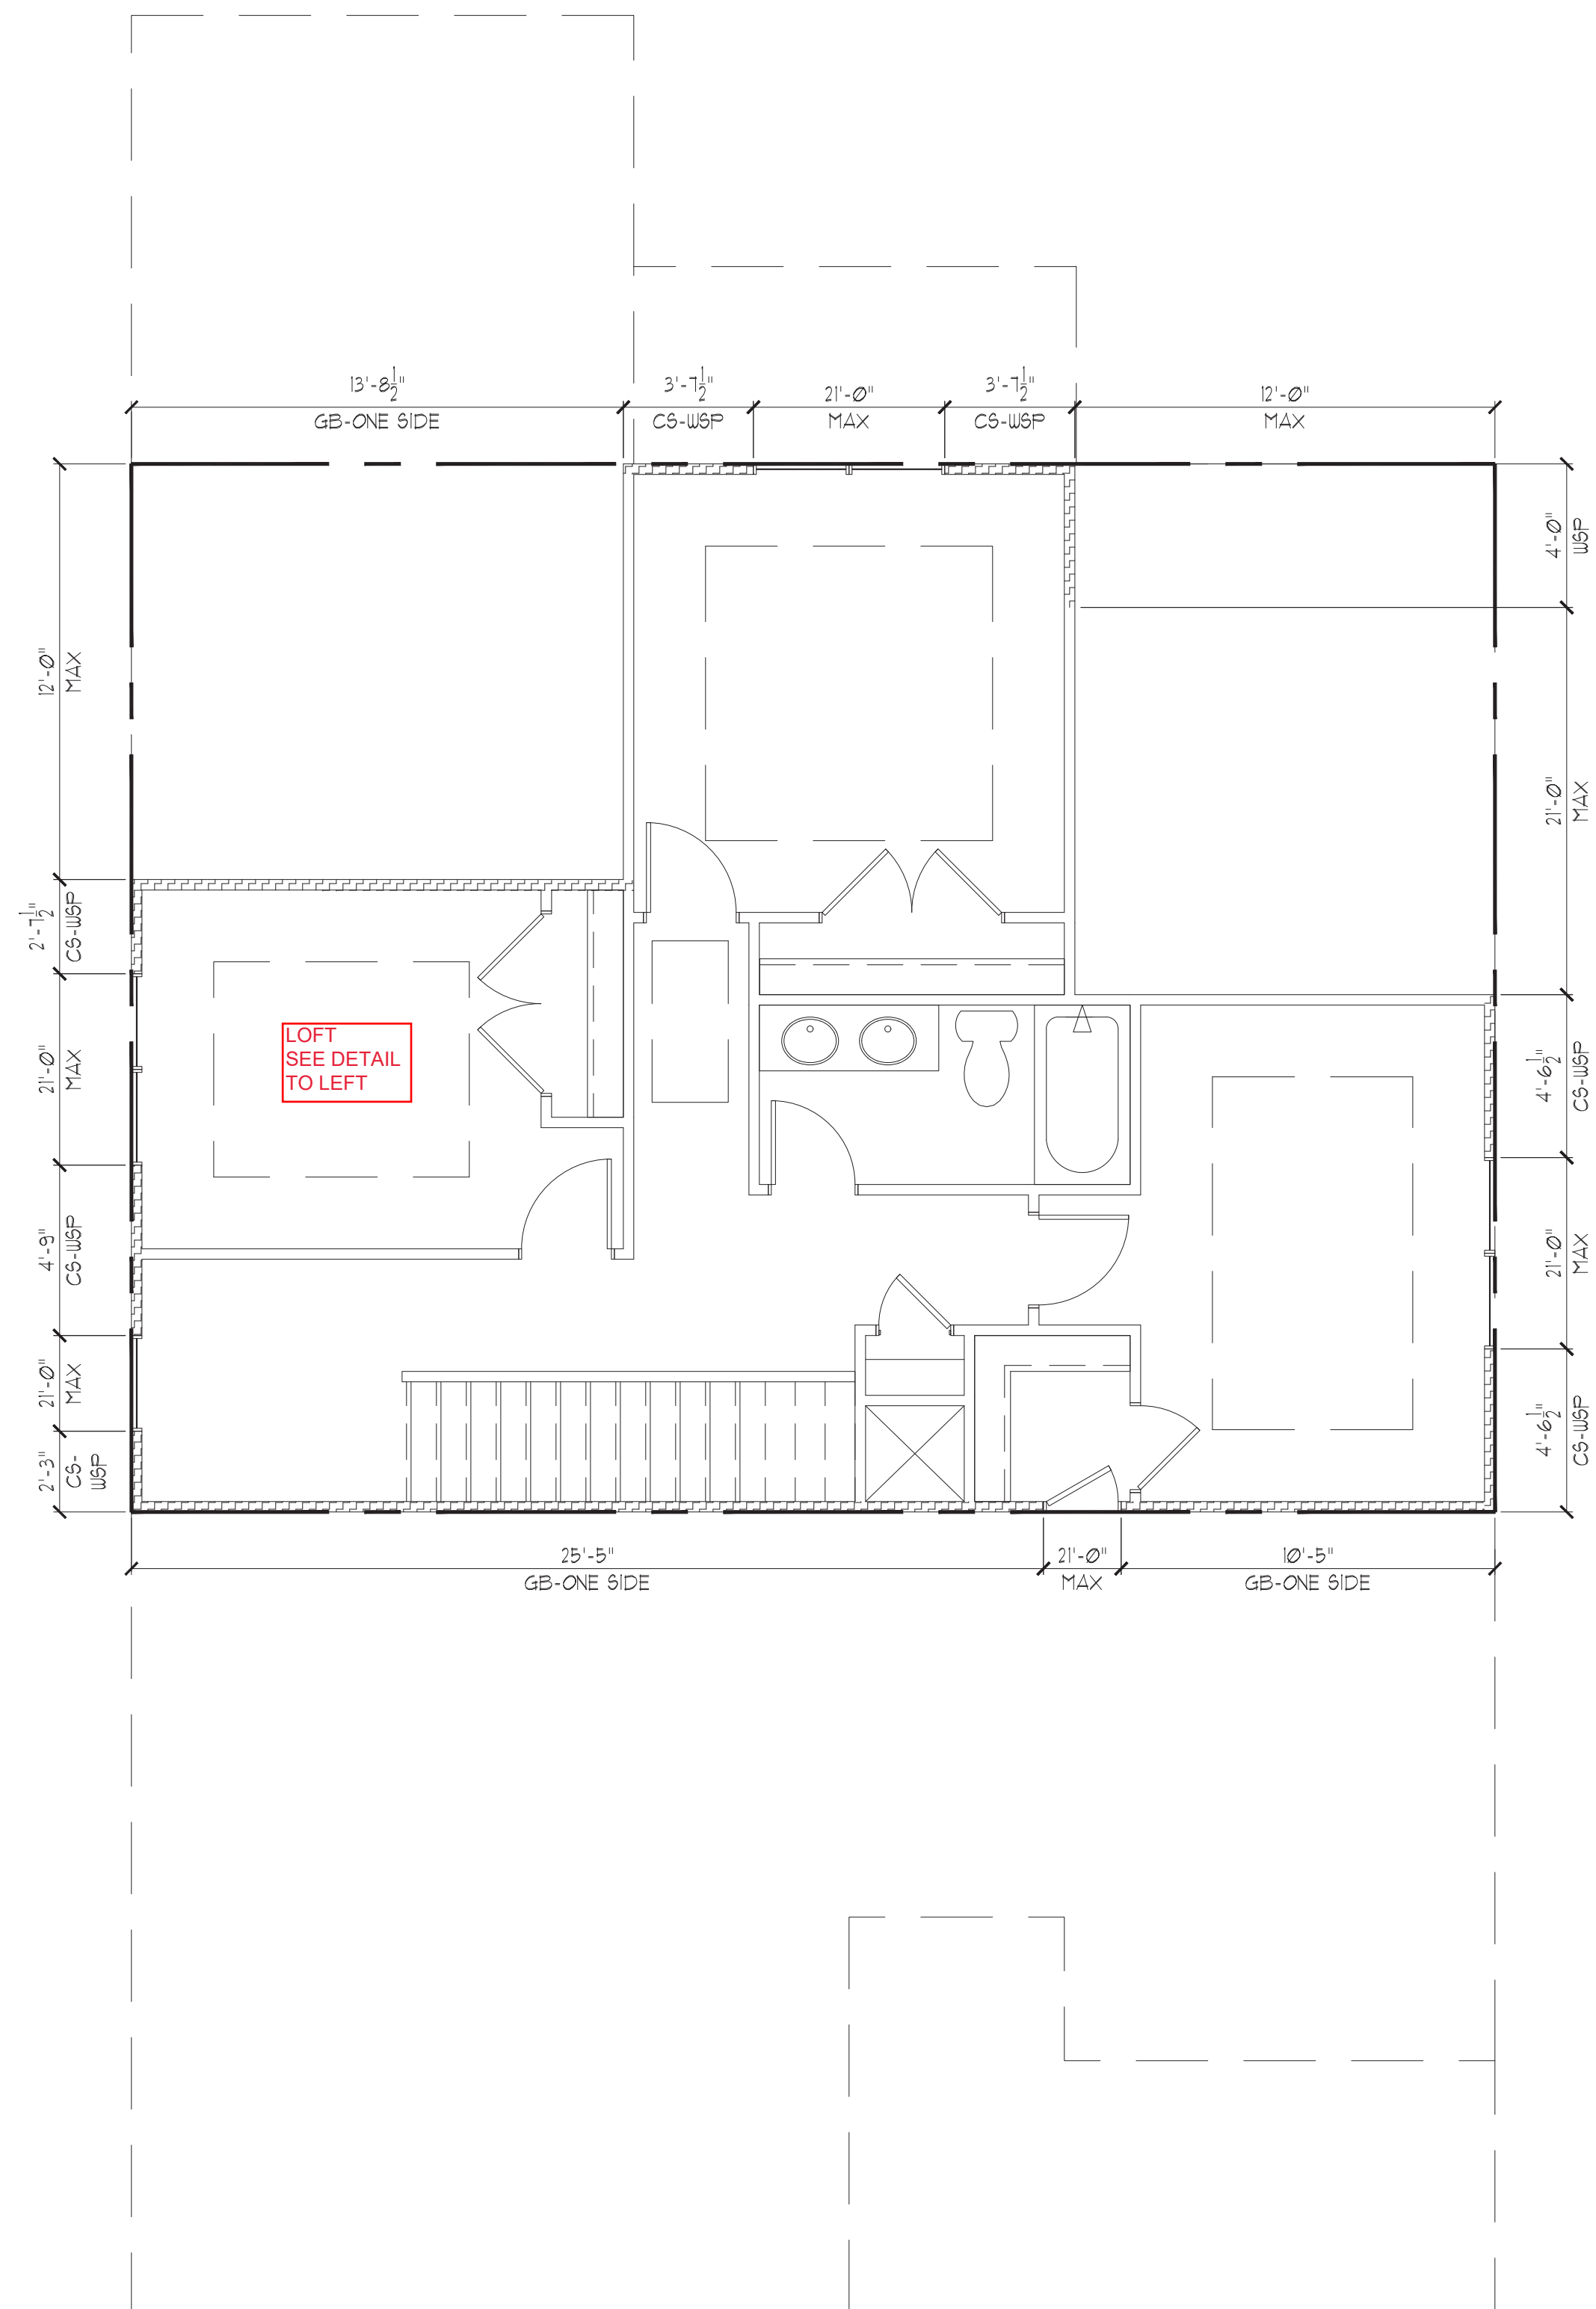 13'-8 1/2"
GB-ONE SIDE
3'-7 1/2"
CS-WSP
21'-0"
MAX
3'-7 1/2"
CS-WSP
12'-0"
MAX
12'-0"
MAX
2'-7 1/2"
CS-WSP
21'-0"
MAX
4'-9"
CS-WSP
21'-0"
MAX
2'-3"
CS-
WSP
LOFT
SEE DETAIL
TO LEFT
4'-0"
WSP
21'-0"
MAX
4'-6 1/2"
CS-WSP
21'-0"
MAX
4'-6 1/2"
CS-WSP
25'-5"
GB-ONE SIDE
21'-0"
MAX
10'-5"
GB-ONE SIDE